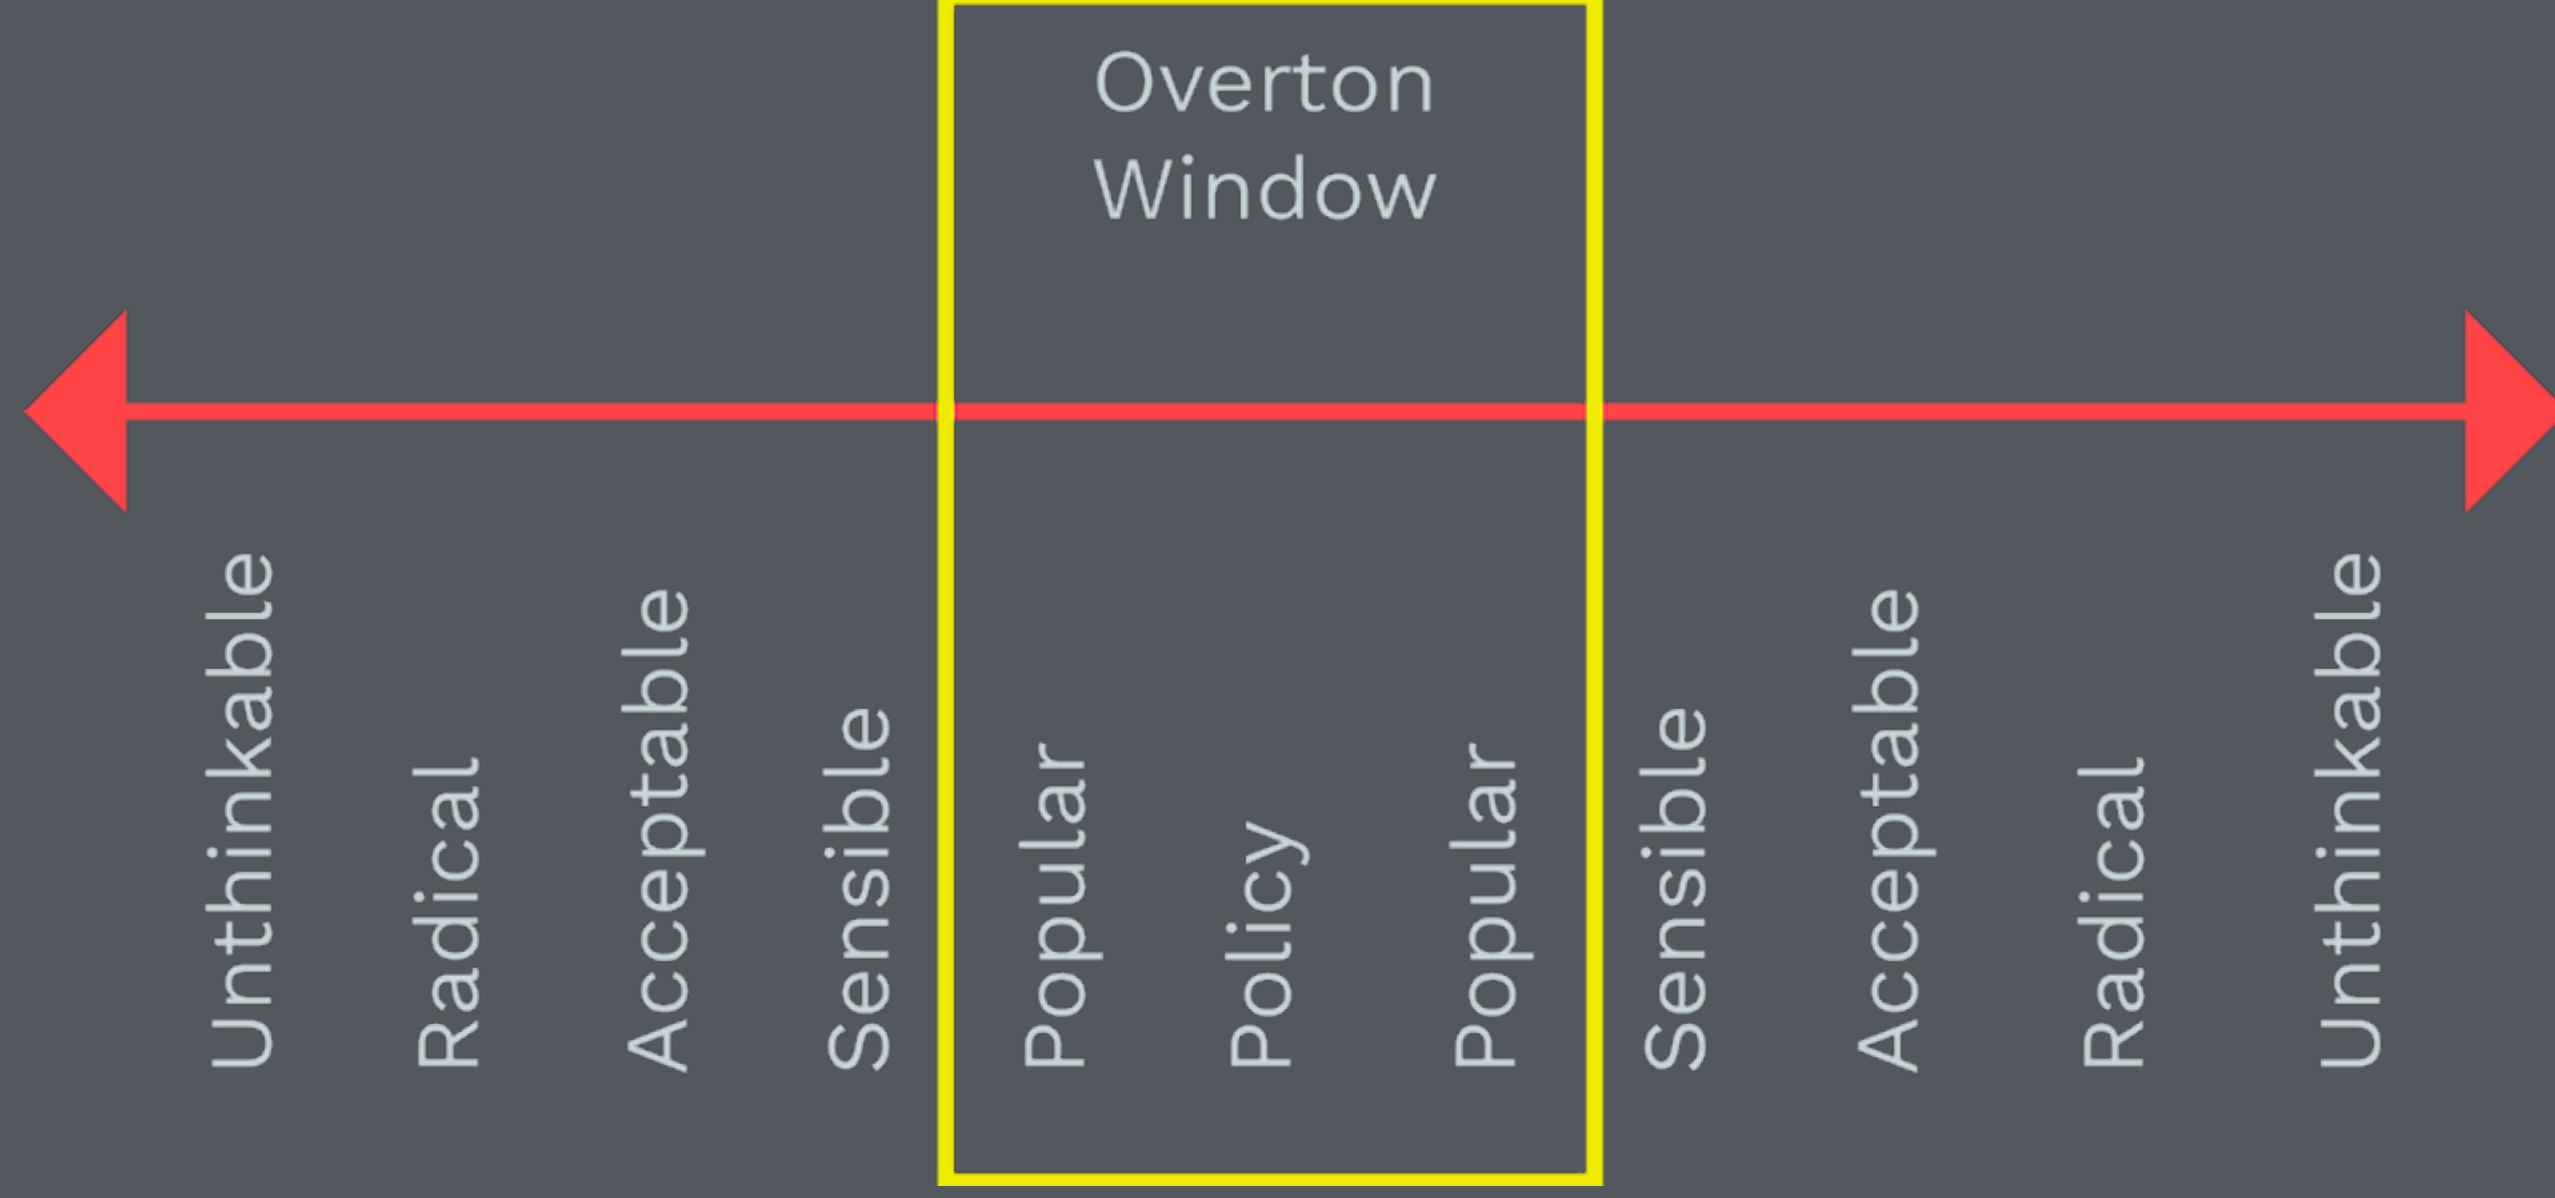 Overton
Window
Unthinkable
Radical
Acceptable
Sensible
Popular
Policy
Popular
Sensible
Acceptable
Radical
Unthinkable